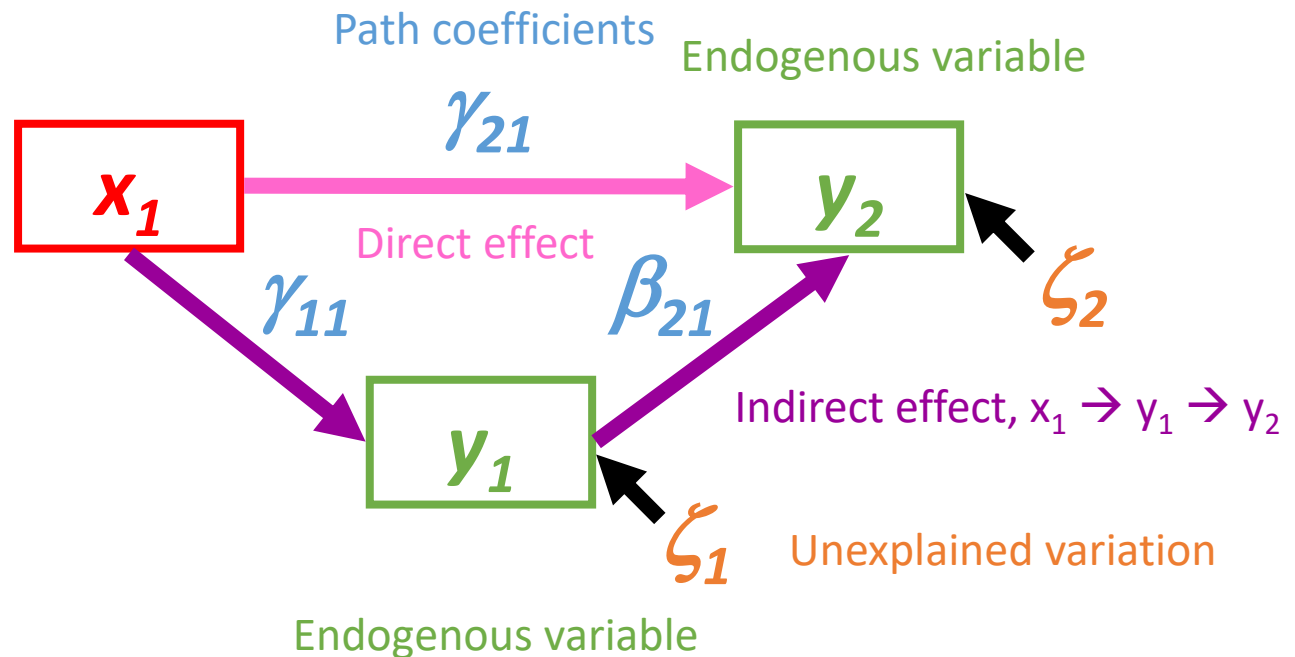 Path coefficients
Endogenous variable
γ21
x1
y2
Direct effect
γ11
β21
ζ2
Indirect effect, x1 → y1 → y2
y1
ζ1
Unexplained variation
Endogenous variable